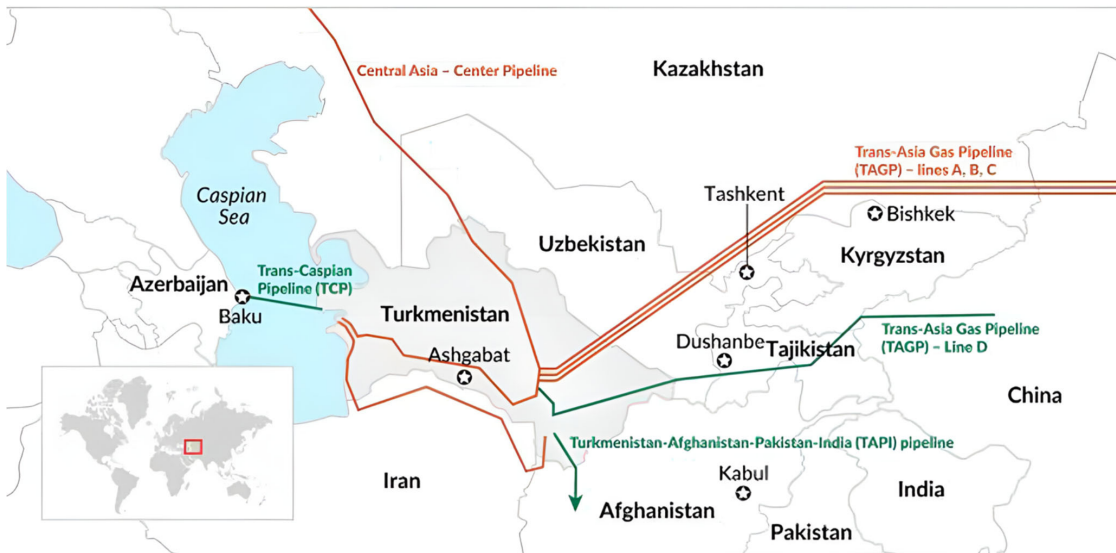 Central Asia – Center Pipeline
Kazakhstan
Trans-Asia Gas Pipeline
(TAGP) – lines A, B, C
Caspian
Sea
Tashkent
Bishkek
Uzbekistan
Kyrgyzstan
Trans-Caspian
Pipeline (TCP)
Azerbaijan
Baku
Turkmenistan
Ashgabat
Dushanbe
Tajikistan
Trans-Asia Gas Pipeline
(TAGP) – Line D
China
Turkmenistan-Afghanistan-Pakistan-India (TAPI) pipeline
Iran
Kabul
Afghanistan
India
Pakistan